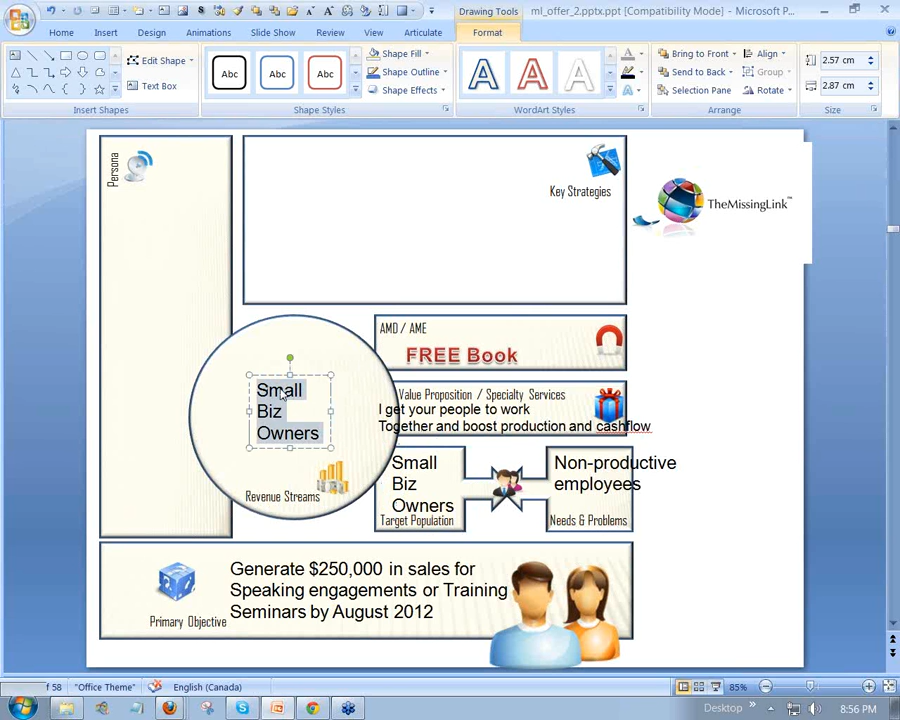 Drawing Tools
ml_offer_2.pptx.ppt [Compatibility Mode] - Microsoft P...
Home Insert Design Animations Slide Show Review View Articulate Format
Edit Shape
Text Box
Insert Shapes
Abc Abc Abc
Shape Fill
Shape Outline
Shape Effects
Shape Styles
A A A
WordArt Styles
Bring to Front
Send to Back
Selection Pane
Align
Group
Rotate
Arrange
2.57 cm
2.87 cm
Size
Persona
Key Strategies
TheMissingLink™
AMD / AME
FREE Book
Small
Biz
Owners
Revenue Streams
Value Proposition / Specialty Services
I get your people to work
Together and boost production and cashflow
Small
Biz
Owners
Target Population
Non-productive
employees
Needs & Problems
Generate $250,000 in sales for
Speaking engagements or Training
Seminars by August 2012
Primary Objective
f 58 "Office Theme" English (Canada) 85%
Desktop » 8:56 PM